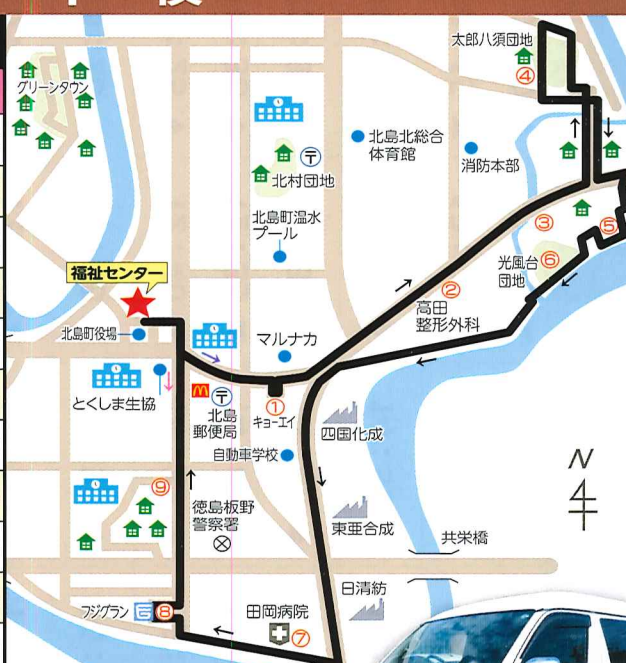 太郎八須団地
④
グリーンタウン
北島北総合
体育館
消防本部
〒
北村団地
北島町温水
プール
③
⑤
福祉センター
光風台
団地
⑥
②
高田
整形外科
北島町役場
マルナカ
とくしま生協
〒
北島
郵便局
①
キョーエイ
四国化成
自動車学校
N
⑨
徳島板野
警察署
東亜合成
共栄橋
日清紡
フジグラン
⑧
田岡病院
⑦